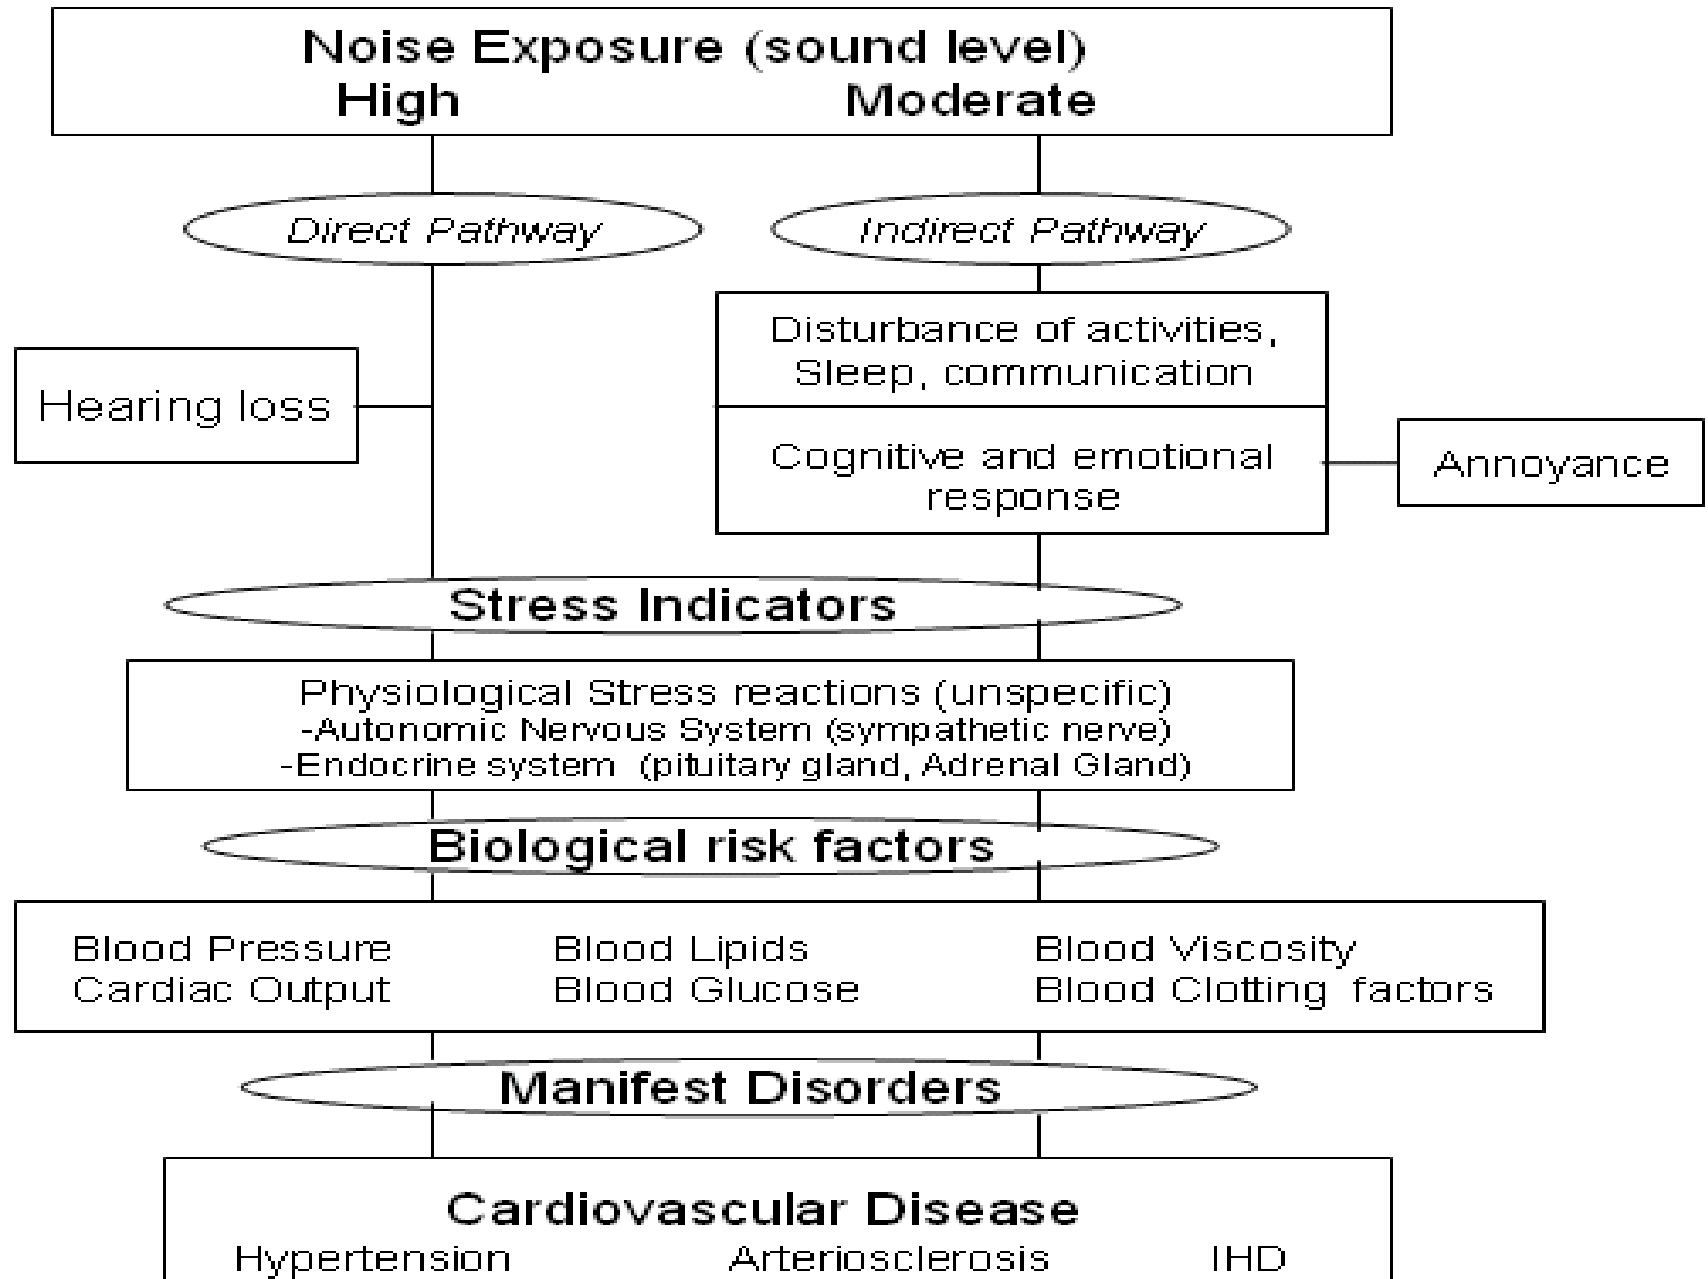 Noise Exposure (sound level)
High Moderate
Direct Pathway Indirect Pathway
Disturbance of activities,
Sleep, communication
Hearing loss
Cognitive and emotional
response
Annoyance
Stress Indicators
Physiological Stress reactions (unspecific)
-Autonomic Nervous System (sympathetic nerve)
-Endocrine system (pituitary gland, Adrenal Gland)
Biological risk factors
Blood Pressure Blood Lipids Blood Viscosity
Cardiac Output Blood Glucose Blood Clotting factors
Manifest Disorders
Cardiovascular Disease
Hypertension Arteriosclerosis IHD